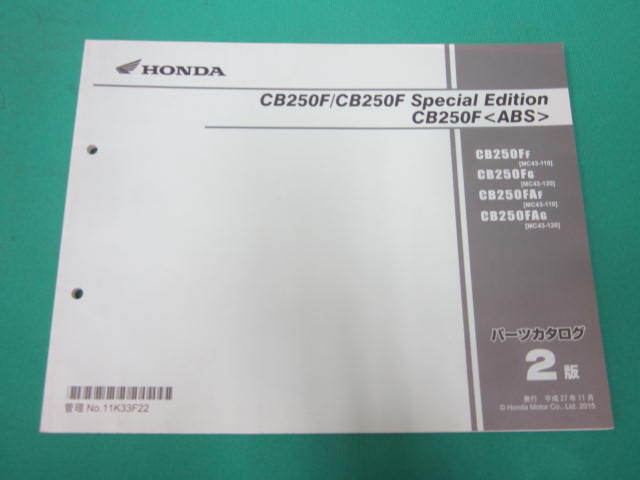 HONDA
CB250F/CB250F Special Edition
CB250F<ABS>
CB250FF
[MC43-110]
CB250FG
[MC43-120]
CB250FAF
[MC43-110]
CB250FAG
[MC43-120]
パーツカタログ
2版
発行 平成27年11月
© Honda Motor Co., Ltd. 2015
管理 No.11K33F22